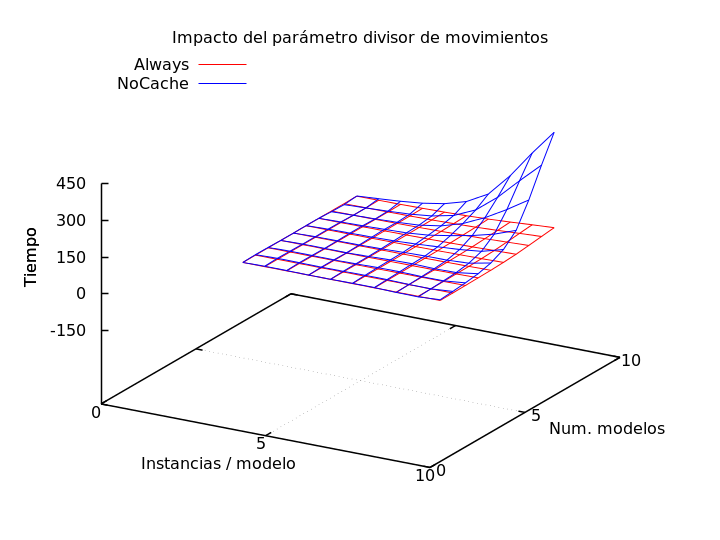 Impacto del parámetro divisor de movimientos
Always
NoCache
450
300
150
0
-150
Tiempo
0
5
10
Instancias / modelo
0
5
10
Num. modelos